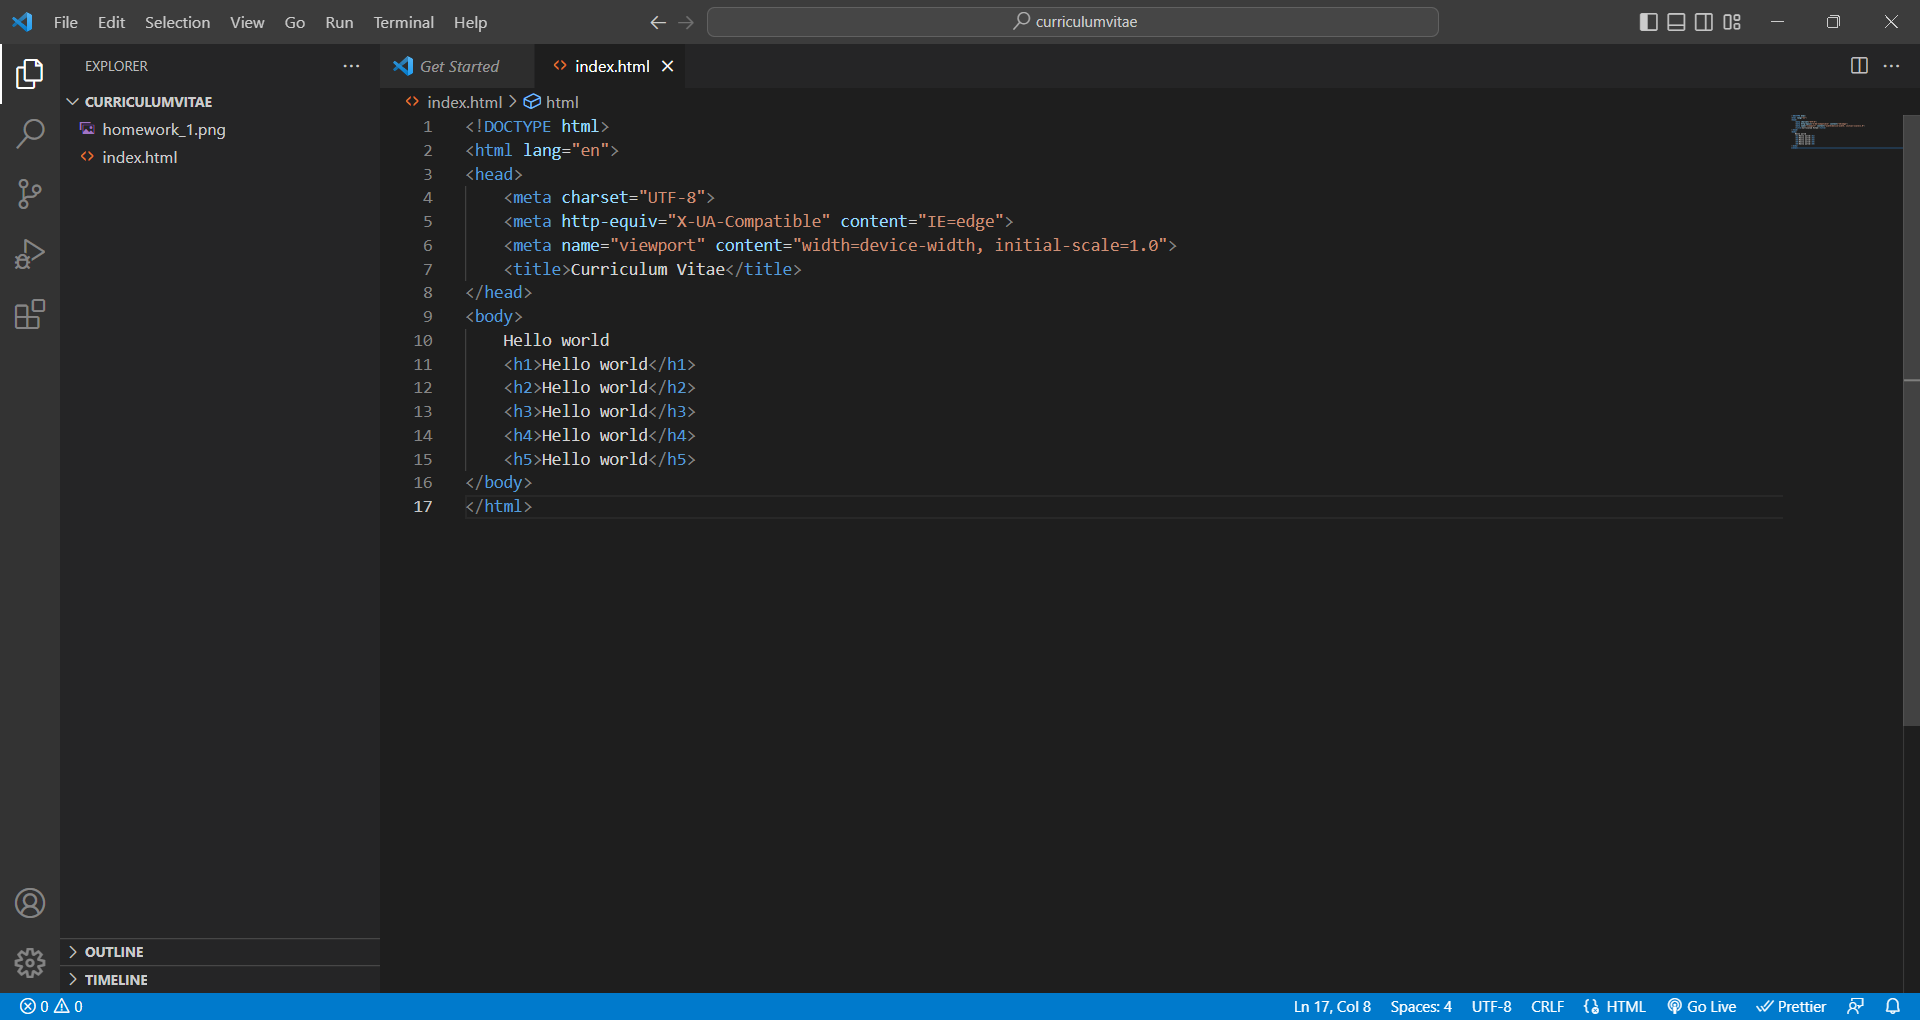 File Edit Selection View Go Run Terminal Help
curriculumvitae
EXPLORER
CURRICULUMVITAE
homework_1.png
index.html
OUTLINE
TIMELINE
Get Started
index.html
index.html > html
1 <!DOCTYPE html>
2 <html lang="en">
3 <head>
4     <meta charset="UTF-8">
5     <meta http-equiv="X-UA-Compatible" content="IE=edge">
6     <meta name="viewport" content="width=device-width, initial-scale=1.0">
7     <title>Curriculum Vitae</title>
8 </head>
9 <body>
10     Hello world
11     <h1>Hello world</h1>
12     <h2>Hello world</h2>
13     <h3>Hello world</h3>
14     <h4>Hello world</h4>
15     <h5>Hello world</h5>
16 </body>
17 </html>
0 0 Ln 17, Col 8 Spaces: 4 UTF-8 CRLF HTML Go Live Prettier